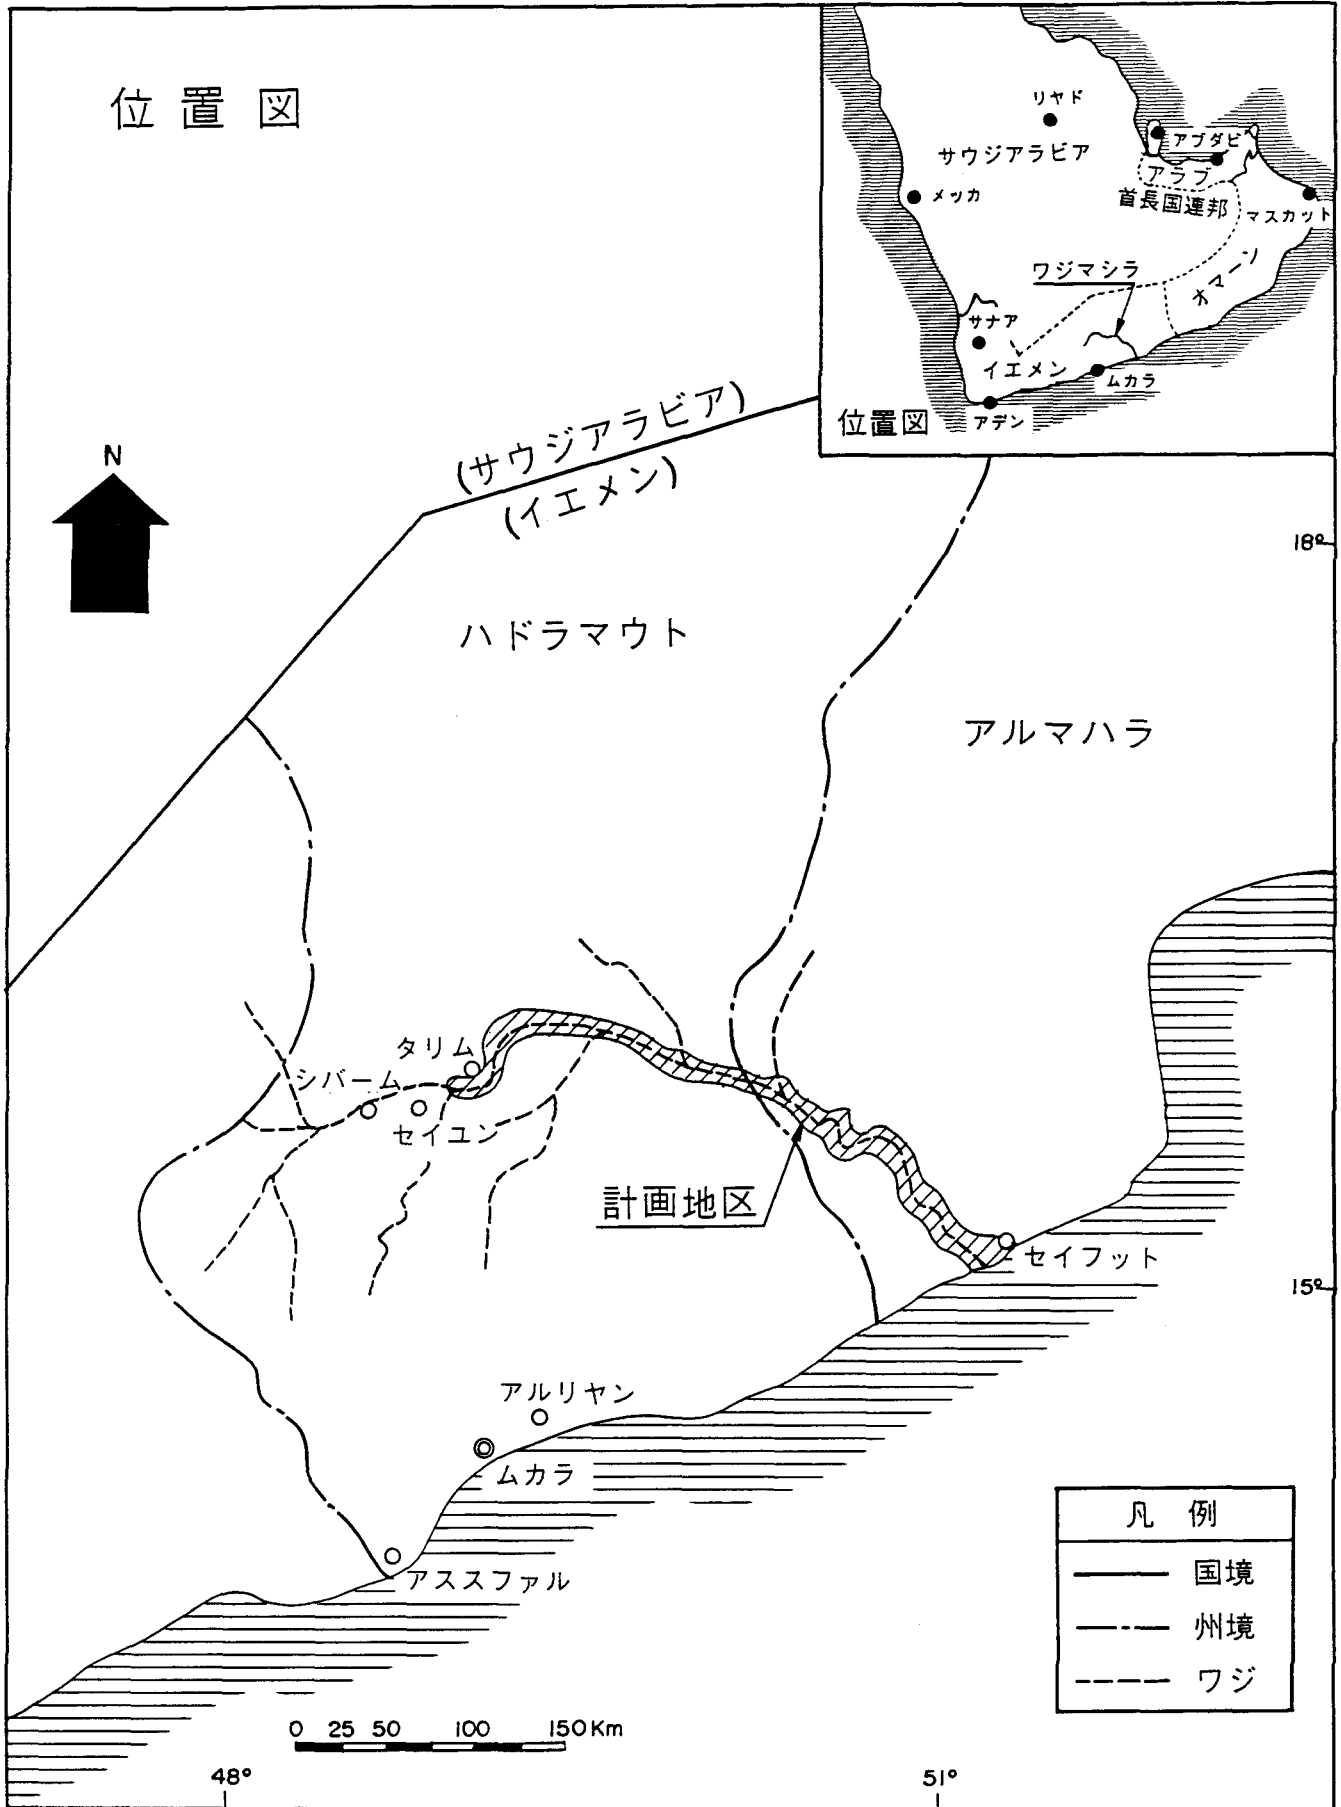 位置図
リヤド
サウジアラビア
アブダビ
アラブ
首長国連邦
メッカ
マスカット
ワジマシラ
オマーン
サナア
イエメン
ムカラ
アデン
位置図
(サウジアラビア)
(イエメン)
N
18°
ハドラマウト
アルマハラ
タリム
シバーム
セイユン
計画地区
セイフット
15°
アルリヤン
ムカラ
アススファル
凡例
国境
州境
ワジ
0 25 50 100 150Km
48°
51°